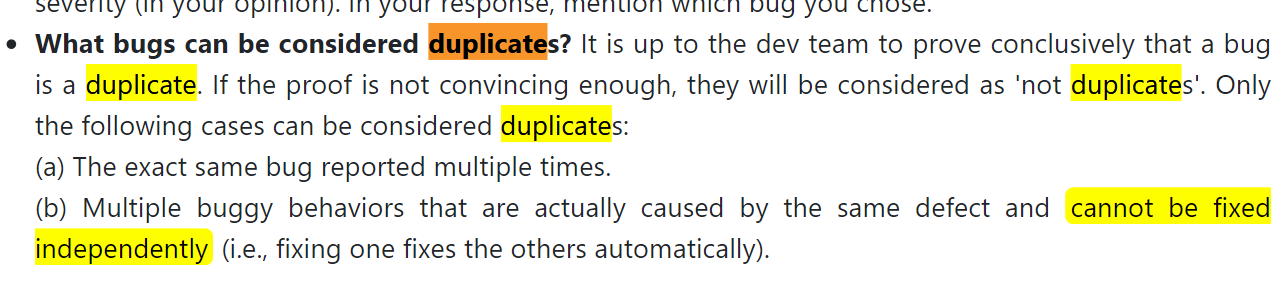 severity (in your opinion). In your response, mention which bug you chose.
• What bugs can be considered duplicates? It is up to the dev team to prove conclusively that a bug
is a duplicate. If the proof is not convincing enough, they will be considered as 'not duplicates'. Only
the following cases can be considered duplicates:
(a) The exact same bug reported multiple times.
(b) Multiple buggy behaviors that are actually caused by the same defect and cannot be fixed
independently (i.e., fixing one fixes the others automatically).